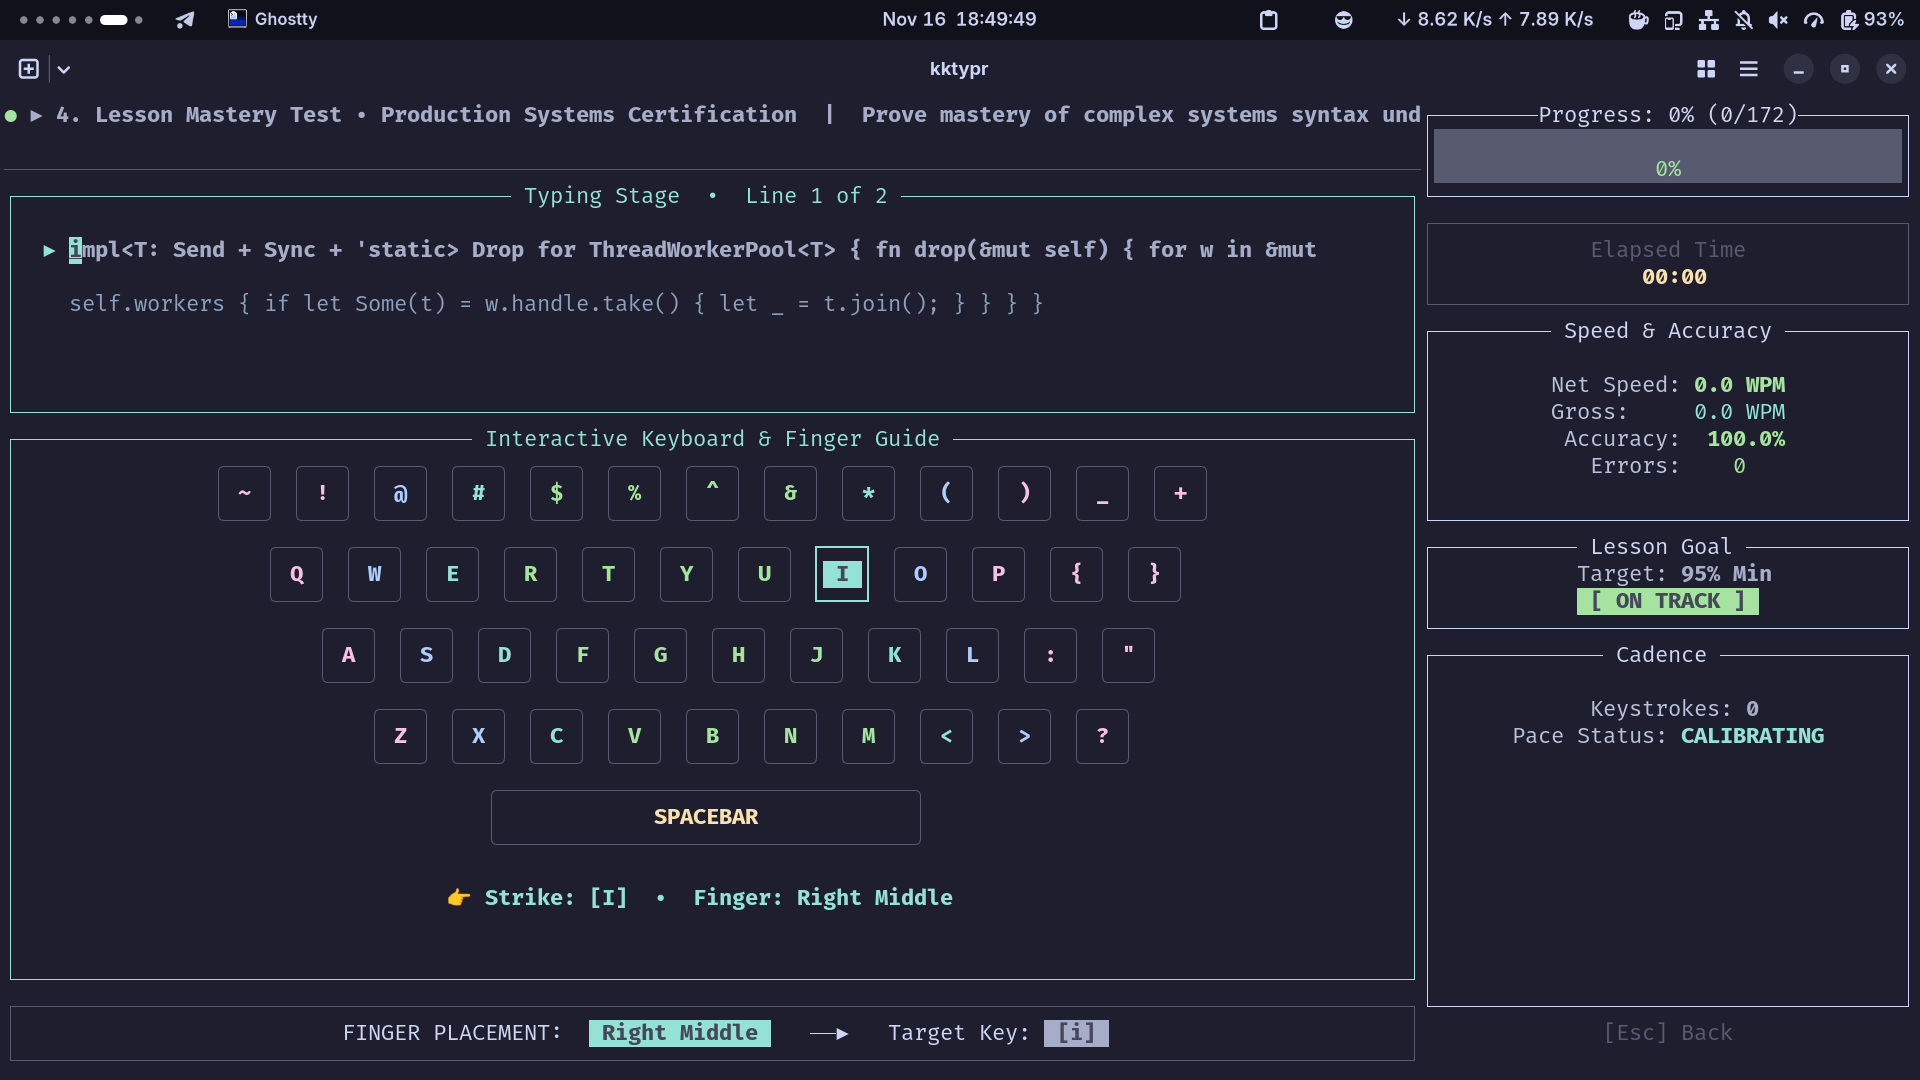 Ghostty
Nov 16 18:49:49
↓ 8.62 K/s ↑ 7.89 K/s
93%
kktypr
● ▶ 4. Lesson Mastery Test • Production Systems Certification | Prove mastery of complex systems syntax und
Progress: 0% (0/172)
0%
Typing Stage • Line 1 of 2
▶ impl<T: Send + Sync + 'static> Drop for ThreadWorkerPool<T> { fn drop(&mut self) { for w in &mut
self.workers { if let Some(t) = w.handle.take() { let _ = t.join(); } } } }
Elapsed Time
00:00
Speed & Accuracy
Net Speed: 0.0 WPM
Gross: 0.0 WPM
Accuracy: 100.0%
Errors: 0
Interactive Keyboard & Finger Guide
~ ! @ # $ % ^ & * ( ) _ +
Q W E R T Y U I O P { }
A S D F G H J K L : "
Z X C V B N M < > ?
SPACEBAR
👉 Strike: [I] • Finger: Right Middle
Lesson Goal
Target: 95% Min
[ ON TRACK ]
Cadence
Keystrokes: 0
Pace Status: CALIBRATING
FINGER PLACEMENT: Right Middle ──▶ Target Key: [i]
[Esc] Back